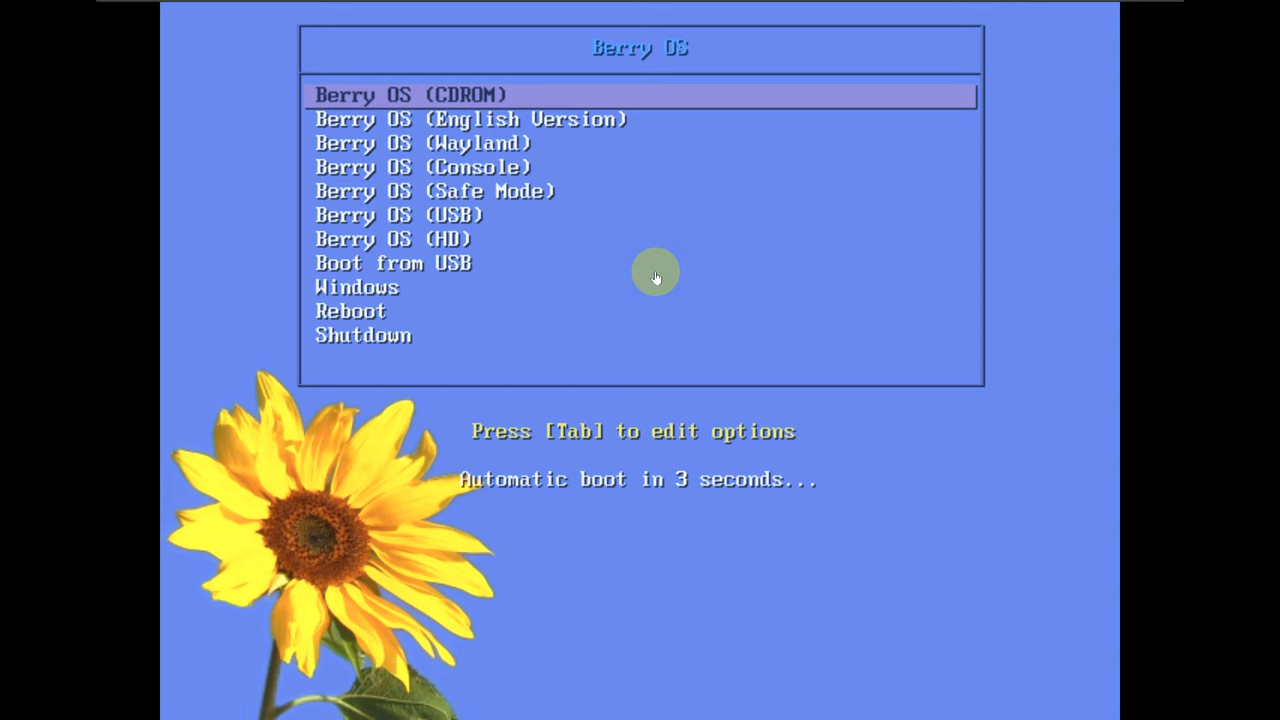 Berry OS
Berry OS (CDROM)
Berry OS (English Version)
Berry OS (Wayland)
Berry OS (Console)
Berry OS (Safe Mode)
Berry OS (USB)
Berry OS (HD)
Boot from USB
Windows
Reboot
Shutdown
Press [Tab] to edit options
Automatic boot in 3 seconds...